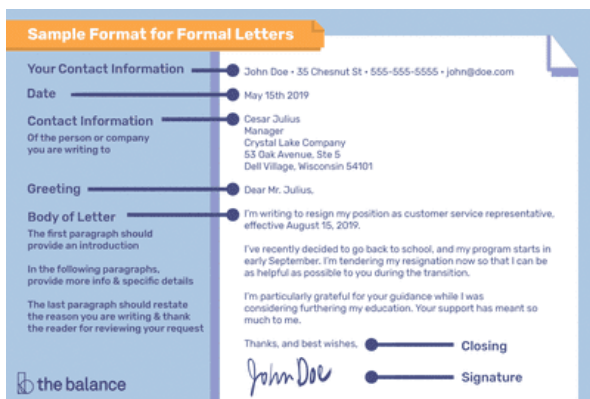 Sample Format for Formal Letters
Your Contact Information
John Doe • 35 Chesnut St • 555-555-5555 • john@doe.com
Date
May 15th 2019
Contact Information
Of the person or company
you are writing to
Cesar Julius
Manager
Crystal Lake Company
53 Oak Avenue, Ste 5
Dell Village, Wisconsin 54101
Greeting
Dear Mr. Julius,
Body of Letter
The first paragraph should
provide an introduction
In the following paragraphs,
provide more info & specific details
The last paragraph should restate
the reason you are writing & thank
the reader for reviewing your request
I'm writing to resign my position as customer service representative,
effective August 15, 2019.
I've recently decided to go back to school, and my program starts in
early September. I'm tendering my resignation now so that I can be
as helpful as possible to you during the transition.
I'm particularly grateful for your guidance while I was
considering furthering my education. Your support has meant so
much to me.
Thanks, and best wishes,
Closing
John Doe
Signature
the balance